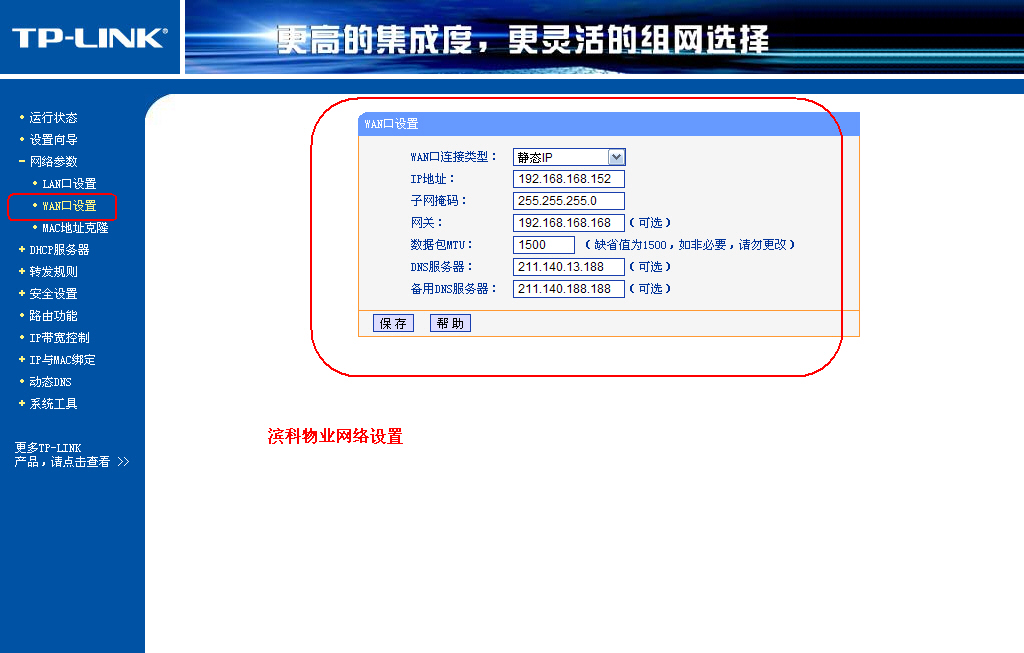 TP-LINK®
更高的集成度，更灵活的组网选择
运行状态
设置向导
网络参数
LAN口设置
WAN口设置
MAC地址克隆
DHCP服务器
转发规则
安全设置
路由功能
IP带宽控制
IP与MAC绑定
动态DNS
系统工具
更多TP-LINK
产品，请点击查看 >>
WAN口设置
WAN口连接类型： 静态IP
IP地址： 192.168.168.152
子网掩码： 255.255.255.0
网关： 192.168.168.168 （可选）
数据包MTU： 1500 （缺省值为1500，如非必要，请勿更改）
DNS服务器： 211.140.13.188 （可选）
备用DNS服务器： 211.140.188.188 （可选）
保 存 帮 助
滨科物业网络设置